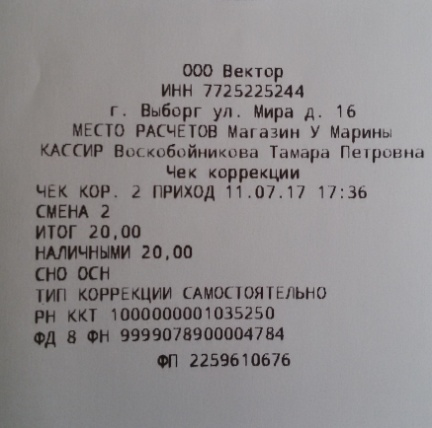 ООО Вектор
ИНН 7725225244
г. Выборг ул. Мира д. 16
МЕСТО РАСЧЕТОВ Магазин У Марины
КАССИР Воскобойникова Тамара Петровна
Чек коррекции
ЧЕК КОР. 2 ПРИХОД 11.07.17 17:36
СМЕНА 2
ИТОГ 20,00
НАЛИЧНЫМИ 20,00
СНО ОСН
ТИП КОРРЕКЦИИ САМОСТОЯТЕЛЬНО
РН ККТ 1000000001035250
ФД 8 ФН 9999078900004784
ФП 2259610676